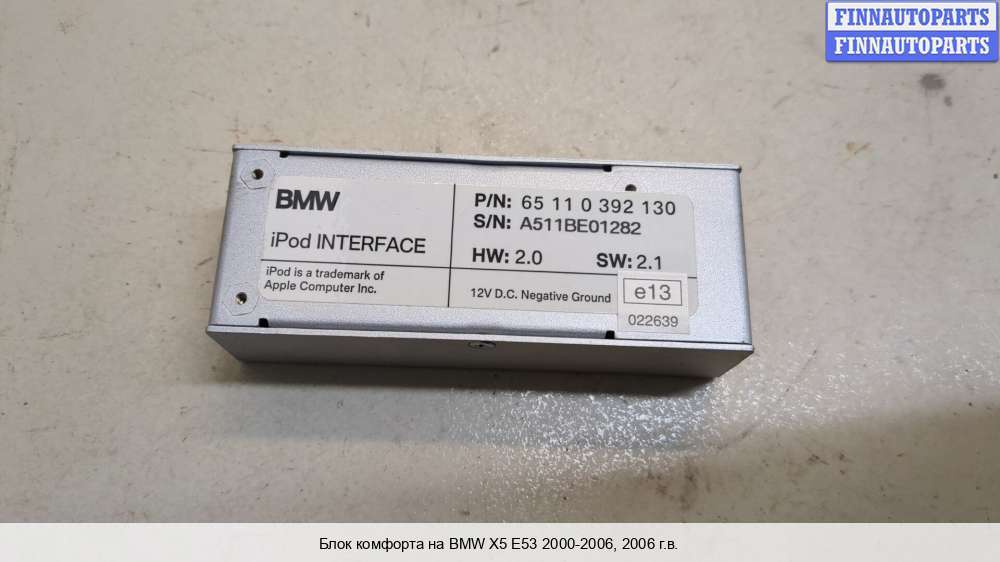 FINNAUTOPARTS
FINNAUTOPARTS
BMW
iPod INTERFACE
iPod is a trademark of
Apple Computer Inc.
P/N: 65 11 0 392 130
S/N: A511BE01282
HW: 2.0 SW: 2.1
12V D.C. Negative Ground
e13
022639
Блок комфорта на BMW X5 E53 2000-2006, 2006 г.в.